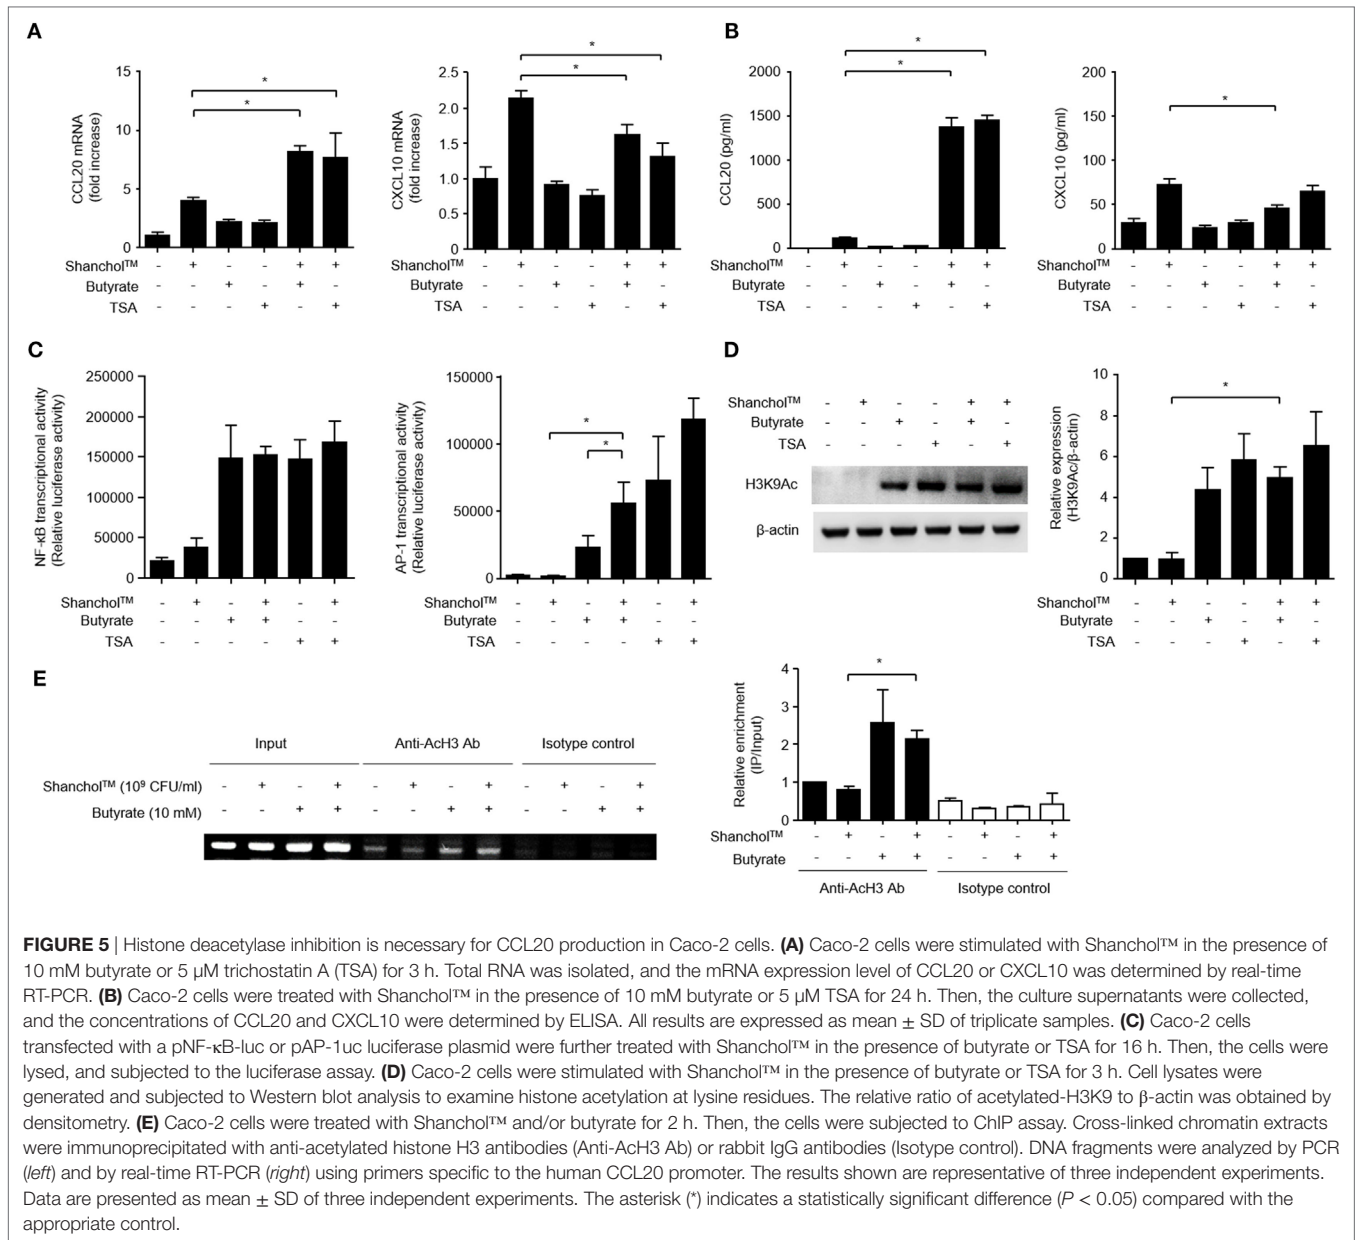 A
15
10
5
0
CCL20 mRNA
(fold increase)
*
*
2.5
2.0
1.5
1.0
0.5
0.0
CXCL10 mRNA
(fold increase)
*
*
Shanchol™ - + - - + + - + - - + +
Butyrate - - + - + - - - + - + -
TSA - - - + - + - - - + - +
B
2000
1500
1000
500
0
CCL20 (pg/ml)
*
*
200
150
100
50
0
CXCL10 (pg/ml)
*
Shanchol™ - + - - + + - + - - + +
Butyrate - - + - + - - - + - + -
TSA - - - + - + - - - + - +
C
250000
200000
150000
100000
50000
0
NF-κB transcriptional activity
(Relative luciferase activity)
Shanchol™ - + - + - +
Butyrate - - + + - -
TSA - - - - + +
150000
100000
50000
0
AP-1 transcriptional activity
(Relative luciferase activity)
*
*
Shanchol™ - + - + - +
Butyrate - - + + - -
TSA - - - - + +
D
Shanchol™ - + - - + +
Butyrate - - + - + -
TSA - - - + - +
H3K9Ac
β-actin
10
8
6
4
2
0
Relative expression
(H3K9Ac/β-actin)
*
Shanchol™ - + - - + +
Butyrate - - + - + -
TSA - - - + - +
E
Input Anti-AcH3 Ab Isotype control
Shanchol™ (10⁹ CFU/ml) - + - + - + - + - + - +
Butyrate (10 mM) - - + + - - + + - - + +
4
3
2
1
0
Relative enrichment
(IP/Input)
*
Shanchol™ - + - + - + - +
Butyrate - - + + - - + +
Anti-AcH3 Ab Isotype control
FIGURE 5 | Histone deacetylase inhibition is necessary for CCL20 production in Caco-2 cells. (A) Caco-2 cells were stimulated with Shanchol™ in the presence of
10 mM butyrate or 5 μM trichostatin A (TSA) for 3 h. Total RNA was isolated, and the mRNA expression level of CCL20 or CXCL10 was determined by real-time
RT-PCR. (B) Caco-2 cells were treated with Shanchol™ in the presence of 10 mM butyrate or 5 μM TSA for 24 h. Then, the culture supernatants were collected,
and the concentrations of CCL20 and CXCL10 were determined by ELISA. All results are expressed as mean ± SD of triplicate samples. (C) Caco-2 cells
transfected with a pNF-κB-luc or pAP-1uc luciferase plasmid were further treated with Shanchol™ in the presence of butyrate or TSA for 16 h. Then, the cells were
lysed, and subjected to the luciferase assay. (D) Caco-2 cells were stimulated with Shanchol™ in the presence of butyrate or TSA for 3 h. Cell lysates were
generated and subjected to Western blot analysis to examine histone acetylation at lysine residues. The relative ratio of acetylated-H3K9 to β-actin was obtained by
densitometry. (E) Caco-2 cells were treated with Shanchol™ and/or butyrate for 2 h. Then, the cells were subjected to ChIP assay. Cross-linked chromatin extracts
were immunoprecipitated with anti-acetylated histone H3 antibodies (Anti-AcH3 Ab) or rabbit IgG antibodies (Isotype control). DNA fragments were analyzed by PCR
(left) and by real-time RT-PCR (right) using primers specific to the human CCL20 promoter. The results shown are representative of three independent experiments.
Data are presented as mean ± SD of three independent experiments. The asterisk (*) indicates a statistically significant difference (P < 0.05) compared with the
appropriate control.